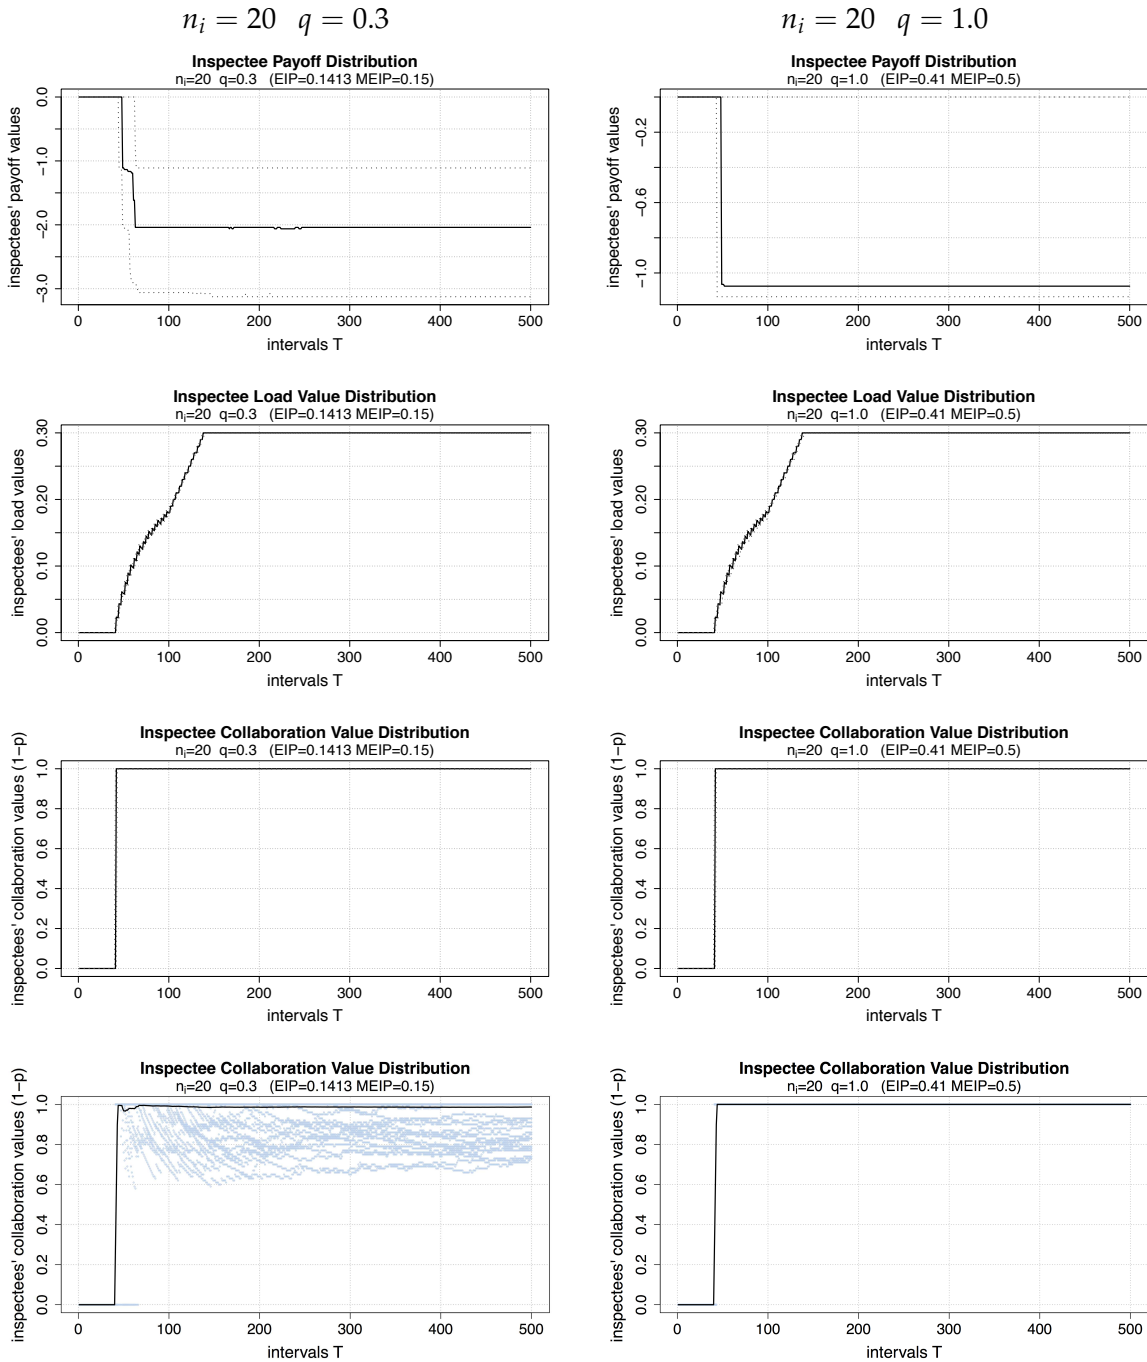 n_i = 20 q = 0.3
n_i = 20 q = 1.0
Inspectee Payoff Distribution
n_i=20 q=0.3 (EIP=0.1413 MEIP=0.15)
inspectees' payoff values
0.0
−1.0
−2.0
−3.0
0 100 200 300 400 500
intervals T
Inspectee Payoff Distribution
n_i=20 q=1.0 (EIP=0.41 MEIP=0.5)
inspectees' payoff values
−0.2
−0.6
−1.0
0 100 200 300 400 500
intervals T
Inspectee Load Value Distribution
n_i=20 q=0.3 (EIP=0.1413 MEIP=0.15)
inspectees' load values
0.30
0.20
0.10
0.00
0 100 200 300 400 500
intervals T
Inspectee Load Value Distribution
n_i=20 q=1.0 (EIP=0.41 MEIP=0.5)
inspectees' load values
0.30
0.20
0.10
0.00
0 100 200 300 400 500
intervals T
Inspectee Collaboration Value Distribution
n_i=20 q=0.3 (EIP=0.1413 MEIP=0.15)
inspectees' collaboration values (1−p)
1.0
0.8
0.6
0.4
0.2
0.0
0 100 200 300 400 500
intervals T
Inspectee Collaboration Value Distribution
n_i=20 q=1.0 (EIP=0.41 MEIP=0.5)
inspectees' collaboration values (1−p)
1.0
0.8
0.6
0.4
0.2
0.0
0 100 200 300 400 500
intervals T
Inspectee Collaboration Value Distribution
n_i=20 q=0.3 (EIP=0.1413 MEIP=0.15)
inspectees' collaboration values (1−p)
1.0
0.8
0.6
0.4
0.2
0.0
0 100 200 300 400 500
intervals T
Inspectee Collaboration Value Distribution
n_i=20 q=1.0 (EIP=0.41 MEIP=0.5)
inspectees' collaboration values (1−p)
1.0
0.8
0.6
0.4
0.2
0.0
0 100 200 300 400 500
intervals T